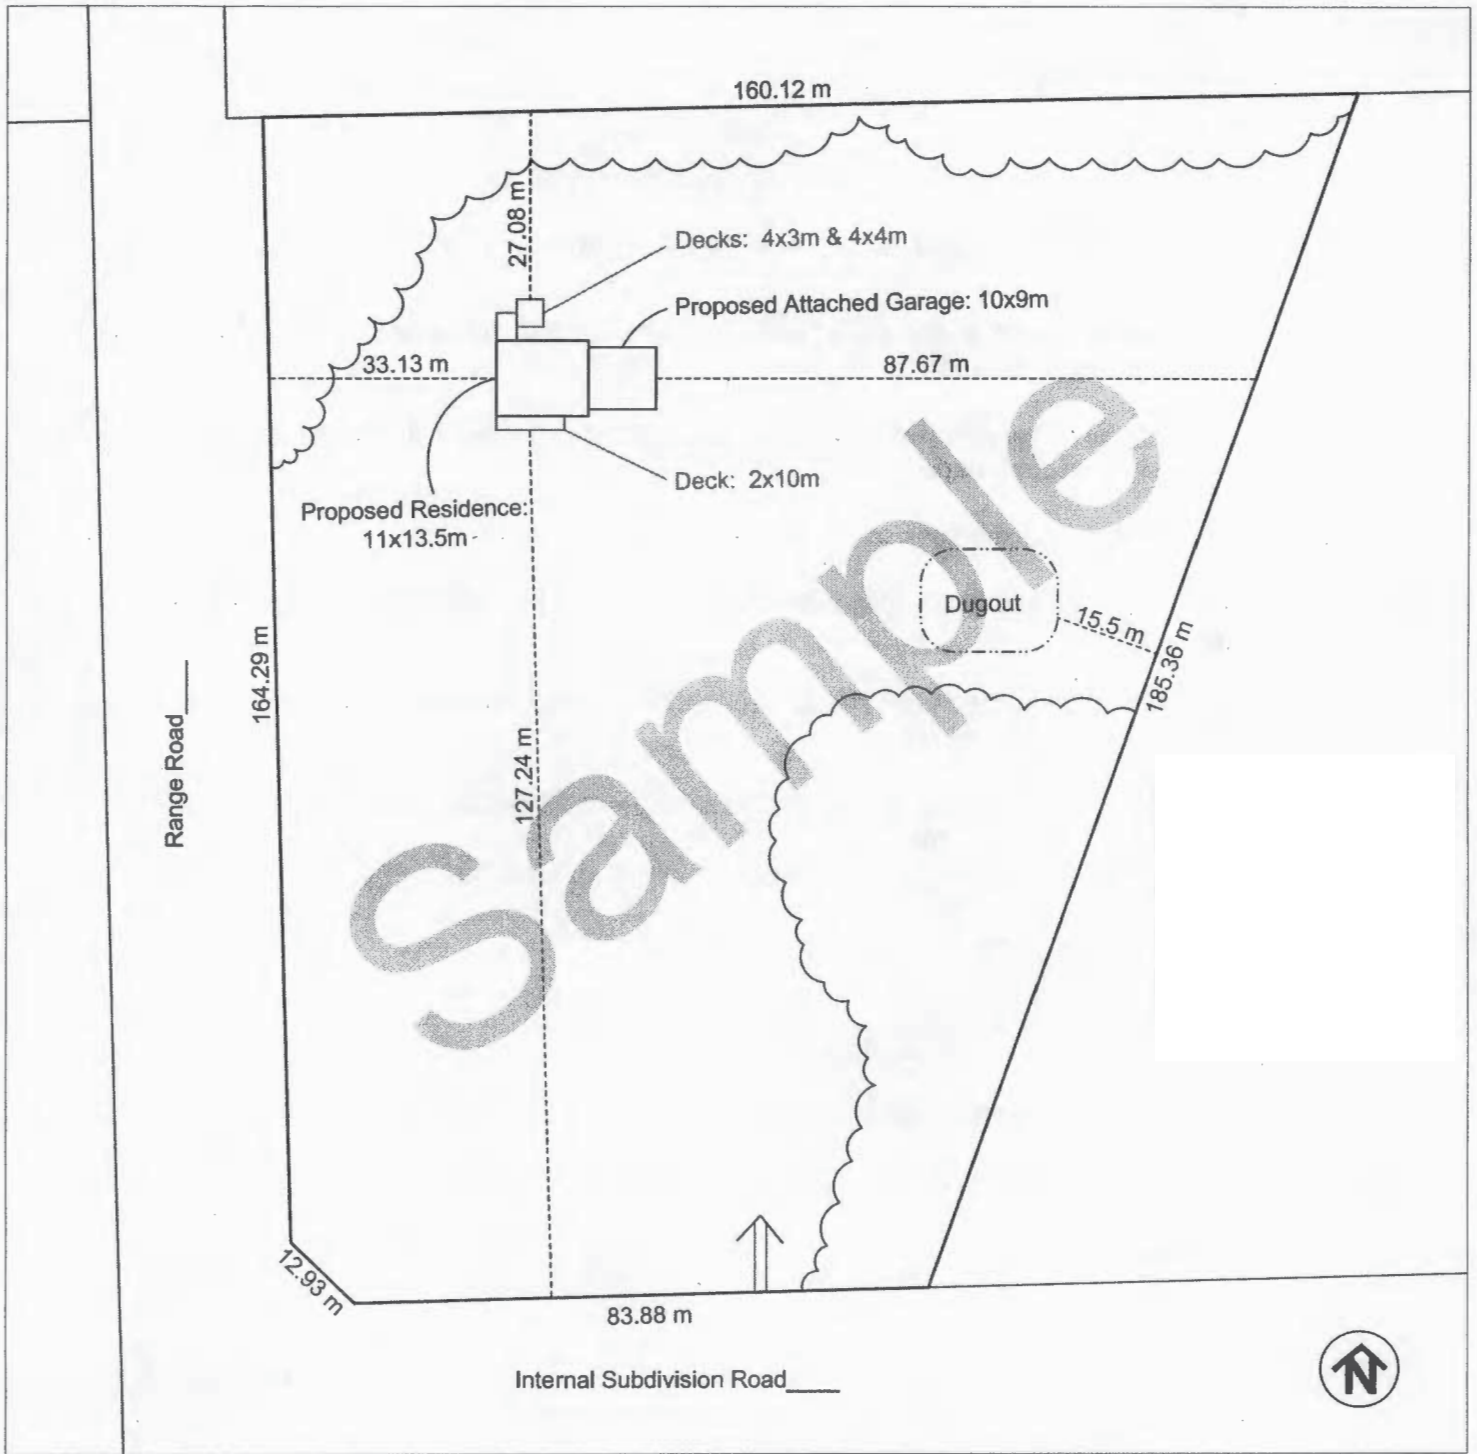 160.12 m
27.08 m
Decks: 4x3m & 4x4m
Proposed Attached Garage: 10x9m
33.13 m
87.67 m
Deck: 2x10m
Proposed Residence:
11x13.5m
Dugout
15.5 m
185.36 m
164.29 m
Range Road____
127.24 m
Sample
12.93 m
83.88 m
Internal Subdivision Road____
N